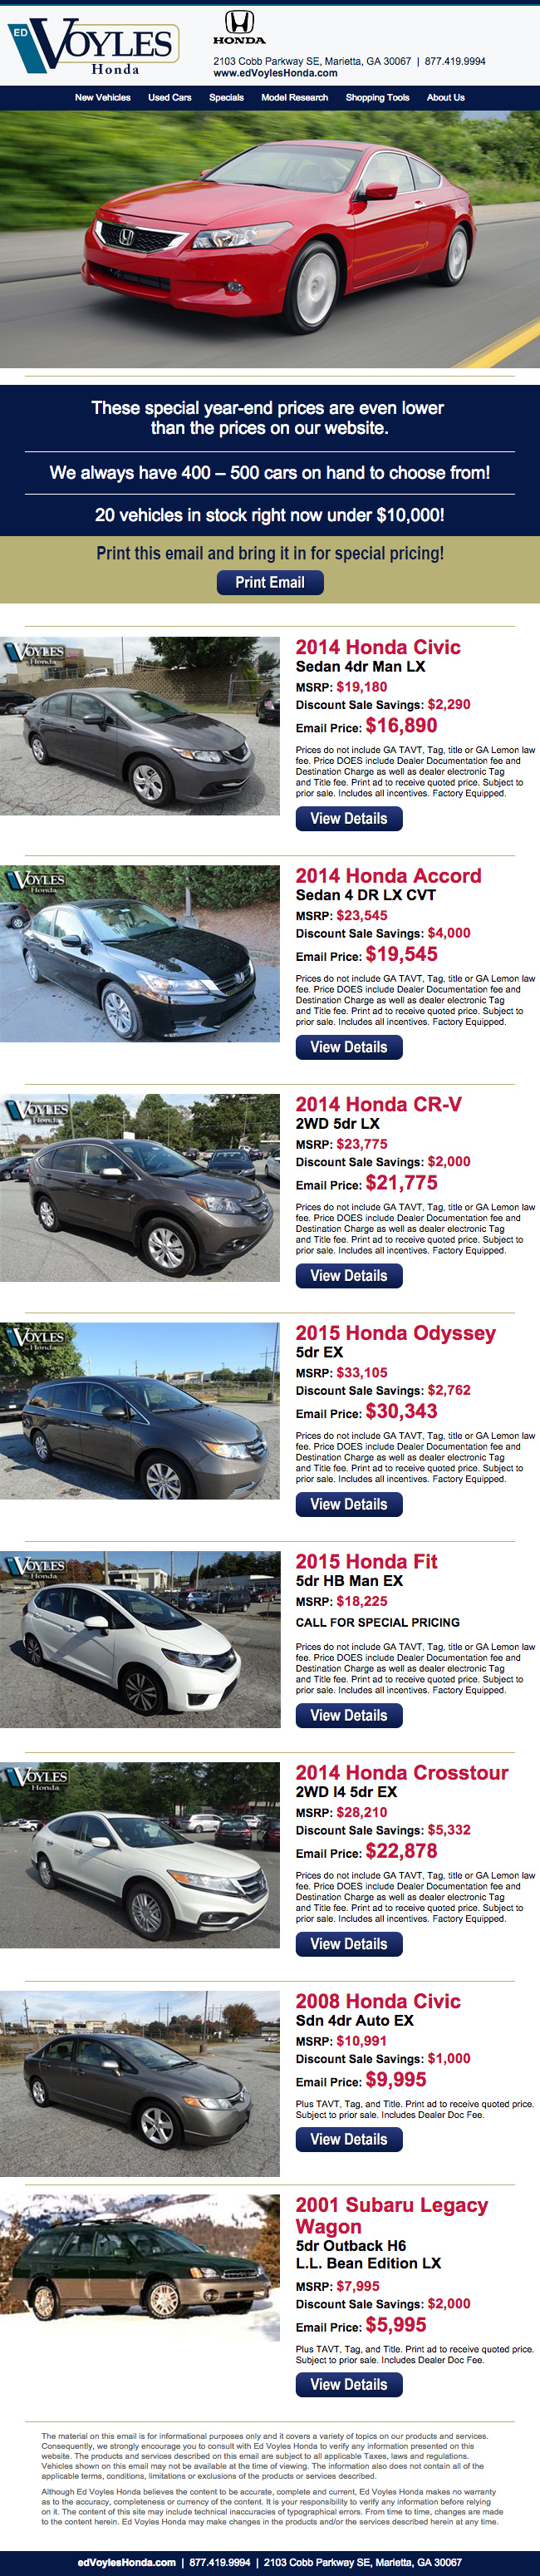 ED VOYLES
Honda
HONDA
2103 Cobb Parkway SE, Marietta, GA 30067 | 877.419.9994
www.edVoylesHonda.com
New Vehicles Used Cars Specials Model Research Shopping Tools About Us
These special year-end prices are even lower
than the prices on our website.
We always have 400 – 500 cars on hand to choose from!
20 vehicles in stock right now under $10,000!
Print this email and bring it in for special pricing!
Print Email
VOYLES
Honda
2014 Honda Civic
Sedan 4dr Man LX
MSRP: $19,180
Discount Sale Savings: $2,290
Email Price: $16,890
Prices do not include GA TAVT, Tag, title or GA Lemon law
fee. Price DOES include Dealer Documentation fee and
Destination Charge as well as dealer electronic Tag
and Title fee. Print ad to receive quoted price. Subject to
prior sale. Includes all incentives. Factory Equipped.
View Details
VOYLES
Honda
2014 Honda Accord
Sedan 4 DR LX CVT
MSRP: $23,545
Discount Sale Savings: $4,000
Email Price: $19,545
Prices do not include GA TAVT, Tag, title or GA Lemon law
fee. Price DOES include Dealer Documentation fee and
Destination Charge as well as dealer electronic Tag
and Title fee. Print ad to receive quoted price. Subject to
prior sale. Includes all incentives. Factory Equipped.
View Details
VOYLES
Honda
2014 Honda CR-V
2WD 5dr LX
MSRP: $23,775
Discount Sale Savings: $2,000
Email Price: $21,775
Prices do not include GA TAVT, Tag, title or GA Lemon law
fee. Price DOES include Dealer Documentation fee and
Destination Charge as well as dealer electronic Tag
and Title fee. Print ad to receive quoted price. Subject to
prior sale. Includes all incentives. Factory Equipped.
View Details
VOYLES
Honda
2015 Honda Odyssey
5dr EX
MSRP: $33,105
Discount Sale Savings: $2,762
Email Price: $30,343
Prices do not include GA TAVT, Tag, title or GA Lemon law
fee. Price DOES include Dealer Documentation fee and
Destination Charge as well as dealer electronic Tag
and Title fee. Print ad to receive quoted price. Subject to
prior sale. Includes all incentives. Factory Equipped.
View Details
VOYLES
Honda
2015 Honda Fit
5dr HB Man EX
MSRP: $18,225
CALL FOR SPECIAL PRICING
Prices do not include GA TAVT, Tag, title or GA Lemon law
fee. Price DOES include Dealer Documentation fee and
Destination Charge as well as dealer electronic Tag
and Title fee. Print ad to receive quoted price. Subject to
prior sale. Includes all incentives. Factory Equipped.
View Details
VOYLES
Honda
2014 Honda Crosstour
2WD I4 5dr EX
MSRP: $28,210
Discount Sale Savings: $5,332
Email Price: $22,878
Prices do not include GA TAVT, Tag, title or GA Lemon law
fee. Price DOES include Dealer Documentation fee and
Destination Charge as well as dealer electronic Tag
and Title fee. Print ad to receive quoted price. Subject to
prior sale. Includes all incentives. Factory Equipped.
View Details
2008 Honda Civic
Sdn 4dr Auto EX
MSRP: $10,991
Discount Sale Savings: $1,000
Email Price: $9,995
Plus TAVT, Tag, and Title. Print ad to receive quoted price.
Subject to prior sale. Includes Dealer Doc Fee.
View Details
2001 Subaru Legacy
Wagon
5dr Outback H6
L.L. Bean Edition LX
MSRP: $7,995
Discount Sale Savings: $2,000
Email Price: $5,995
Plus TAVT, Tag, and Title. Print ad to receive quoted price.
Subject to prior sale. Includes Dealer Doc Fee.
View Details
The material on this email is for informational purposes only and it covers a variety of topics on our products and services.
Consequently, we strongly encourage you to consult with Ed Voyles Honda to verify any information presented on this
website. The products and services described on this email are subject to all applicable Taxes, laws and regulations.
Vehicles shown on this email may not be available at the time of viewing. The information also does not contain all of the
applicable terms, conditions, limitations or exclusions of the products or services described.
Although Ed Voyles Honda believes the content to be accurate, complete and current, Ed Voyles Honda makes no warranty
as to the accuracy, completeness or currency of the content. It is your responsibility to verify any information before relying
on it. The content of this site may include technical inaccuracies of typographical errors. From time to time, changes are made
to the content herein. Ed Voyles Honda may make changes in the products and/or the services described herein at any time.
edVoylesHonda.com | 877.419.9994 | 2103 Cobb Parkway SE, Marietta, GA 30067